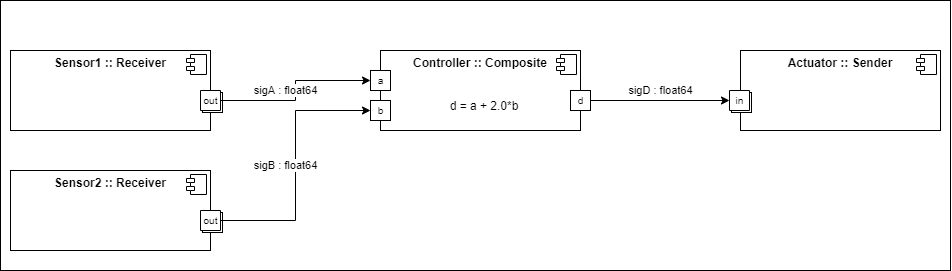 Sensor1 :: Receiver
out
sigA : float64
Controller :: Composite
a
b
d = a + 2.0*b
d
sigD : float64
Actuator :: Sender
in
sigB : float64
Sensor2 :: Receiver
out